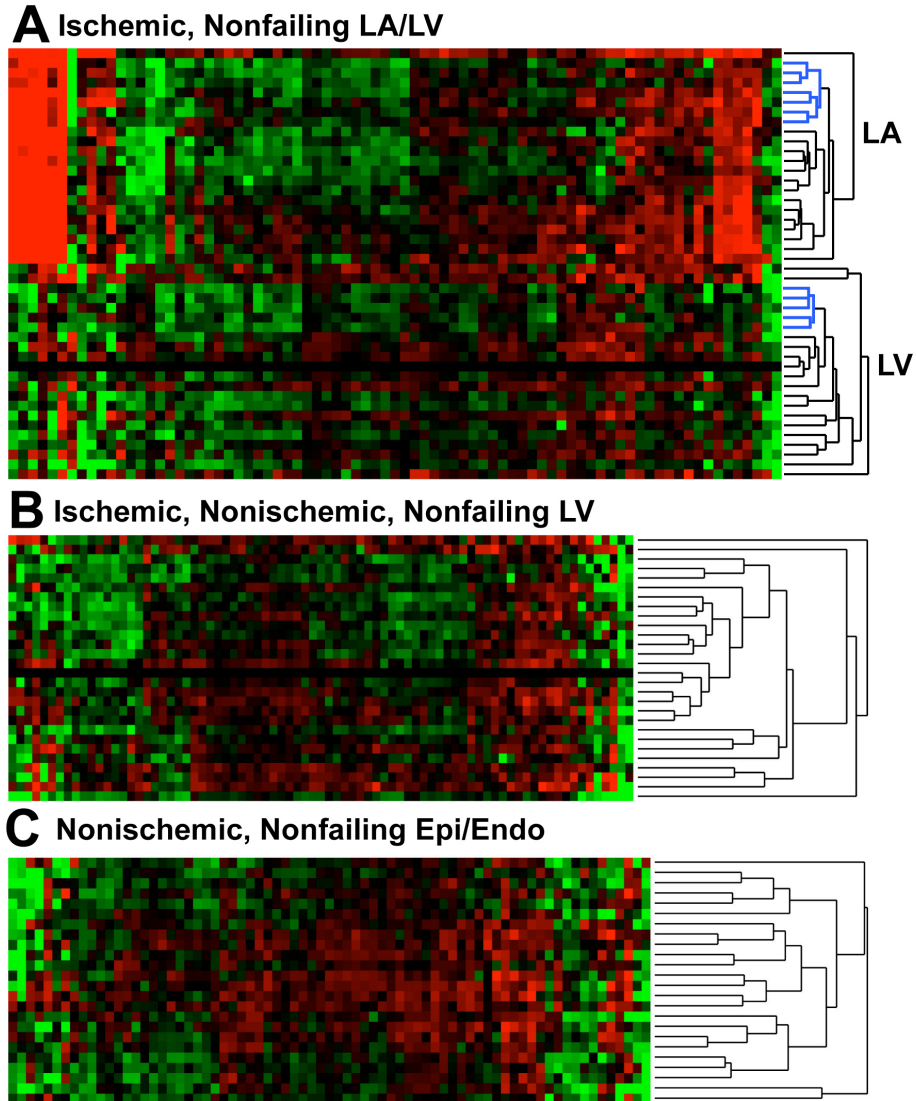 A Ischemic, Nonfailing LA/LV
LA
LV
B Ischemic, Nonischemic, Nonfailing LV
C Nonischemic, Nonfailing Epi/Endo